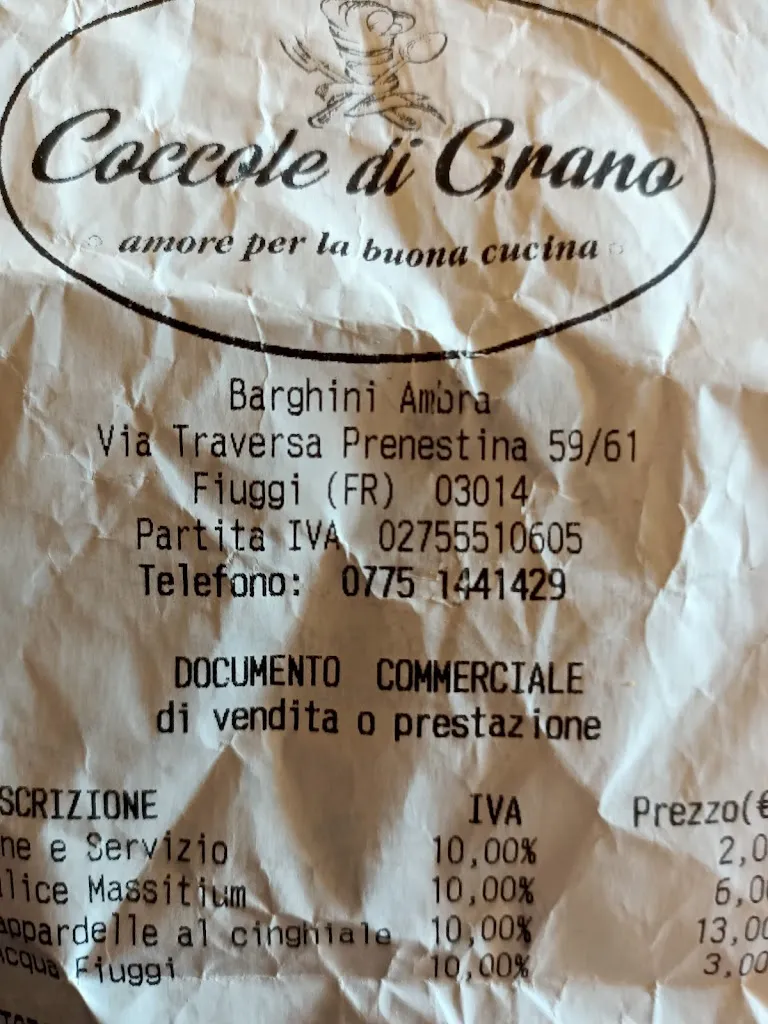 Coccole di Grano
amore per la buona cucina
Barghini Ambra
Via Traversa Prenestina 59/61
Fiuggi (FR) 03014
Partita IVA 02755510605
Telefono: 0775 1441429
DOCUMENTO COMMERCIALE
di vendita o prestazione
SCRIZIONE IVA Prezzo(€
ne e Servizio 10,00% 2,0
lice Massitium 10,00% 6,00
appardelle al cinghiale 10,00% 13,00
Acqua Fiuggi 10,00% 3,00